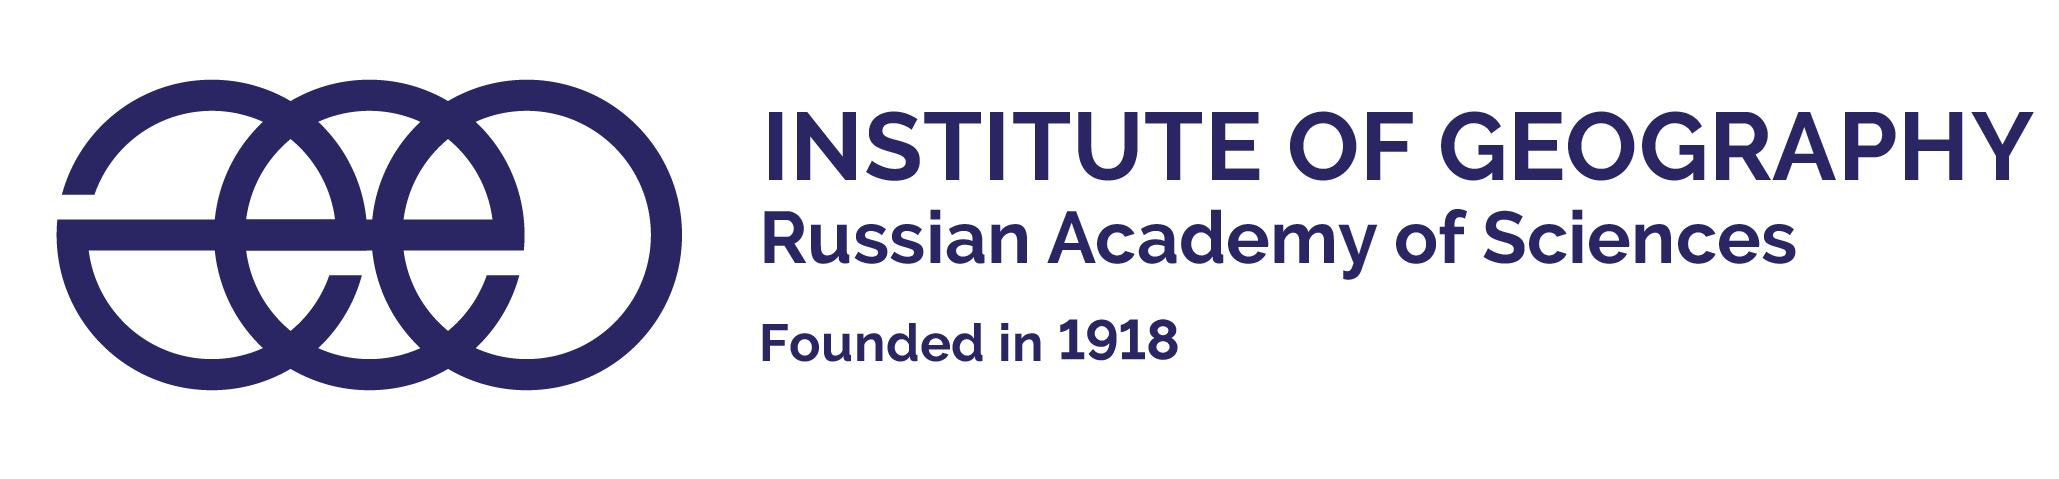 INSTITUTE OF GEOGRAPHY
Russian Academy of Sciences
Founded in 1918